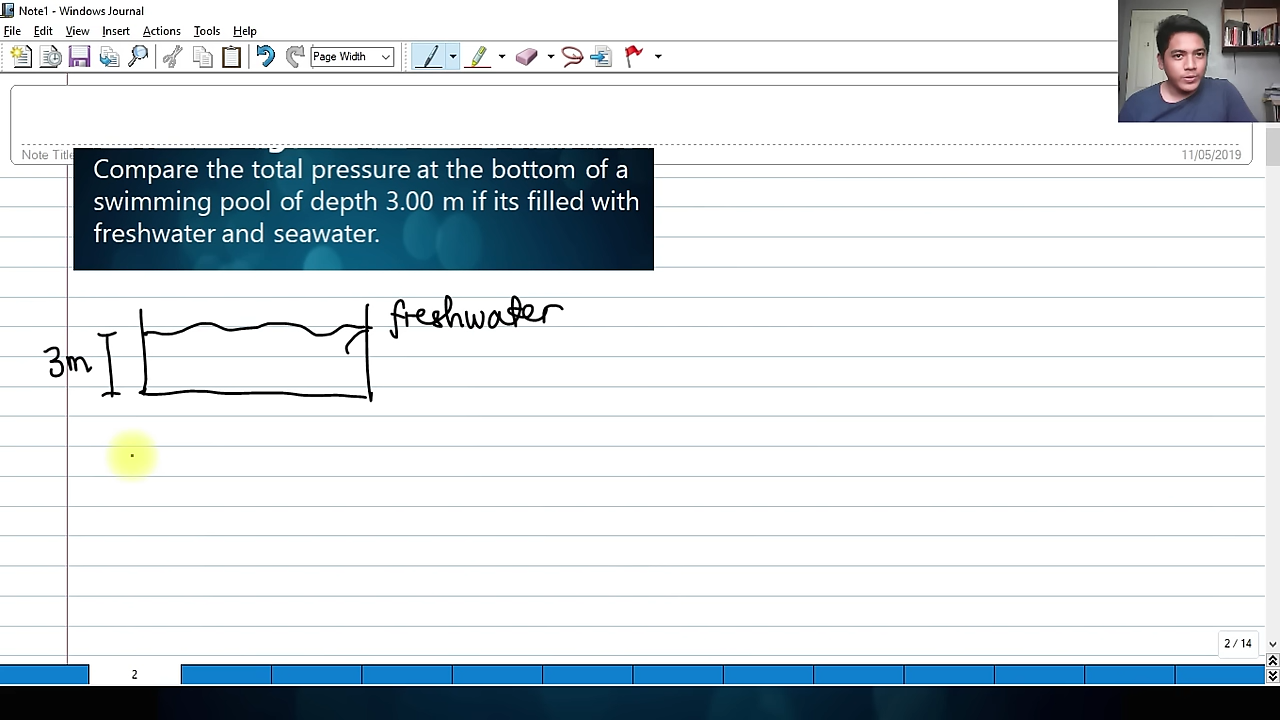 Note1 - Windows Journal
File Edit View Insert Actions Tools Help
Page Width
Note Title
11/05/2019
Compare the total pressure at the bottom of a
swimming pool of depth 3.00 m if its filled with
freshwater and seawater.
freshwater
3m
2 / 14
2